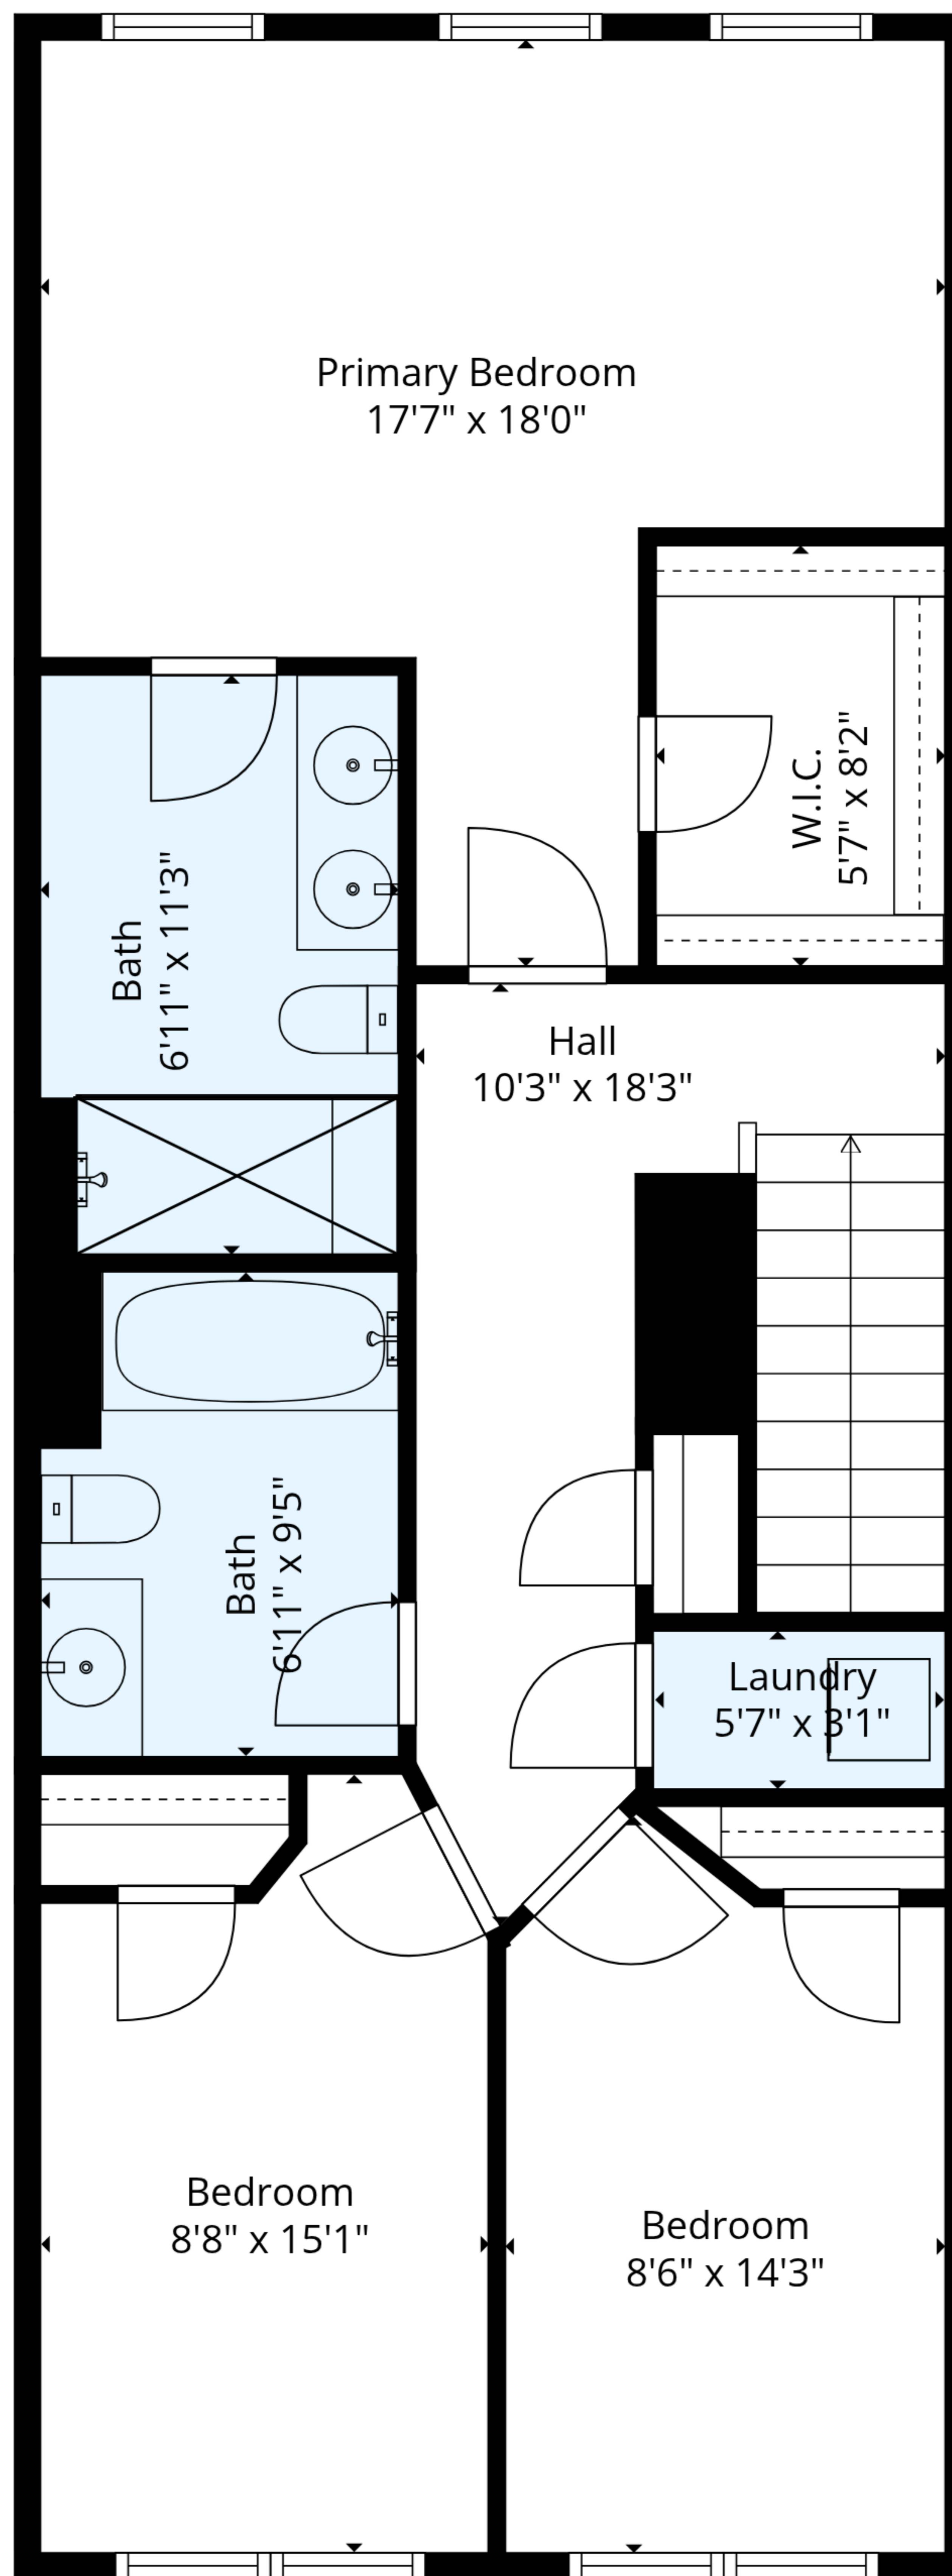 Primary Bedroom
17'7" x 18'0"
W.I.C.
5'7" x 8'2"
Bath
6'11" x 11'3"
Hall
10'3" x 18'3"
Bath
6'11" x 9'5"
Laundry
5'7" x 3'1"
Bedroom
8'8" x 15'1"
Bedroom
8'6" x 14'3"